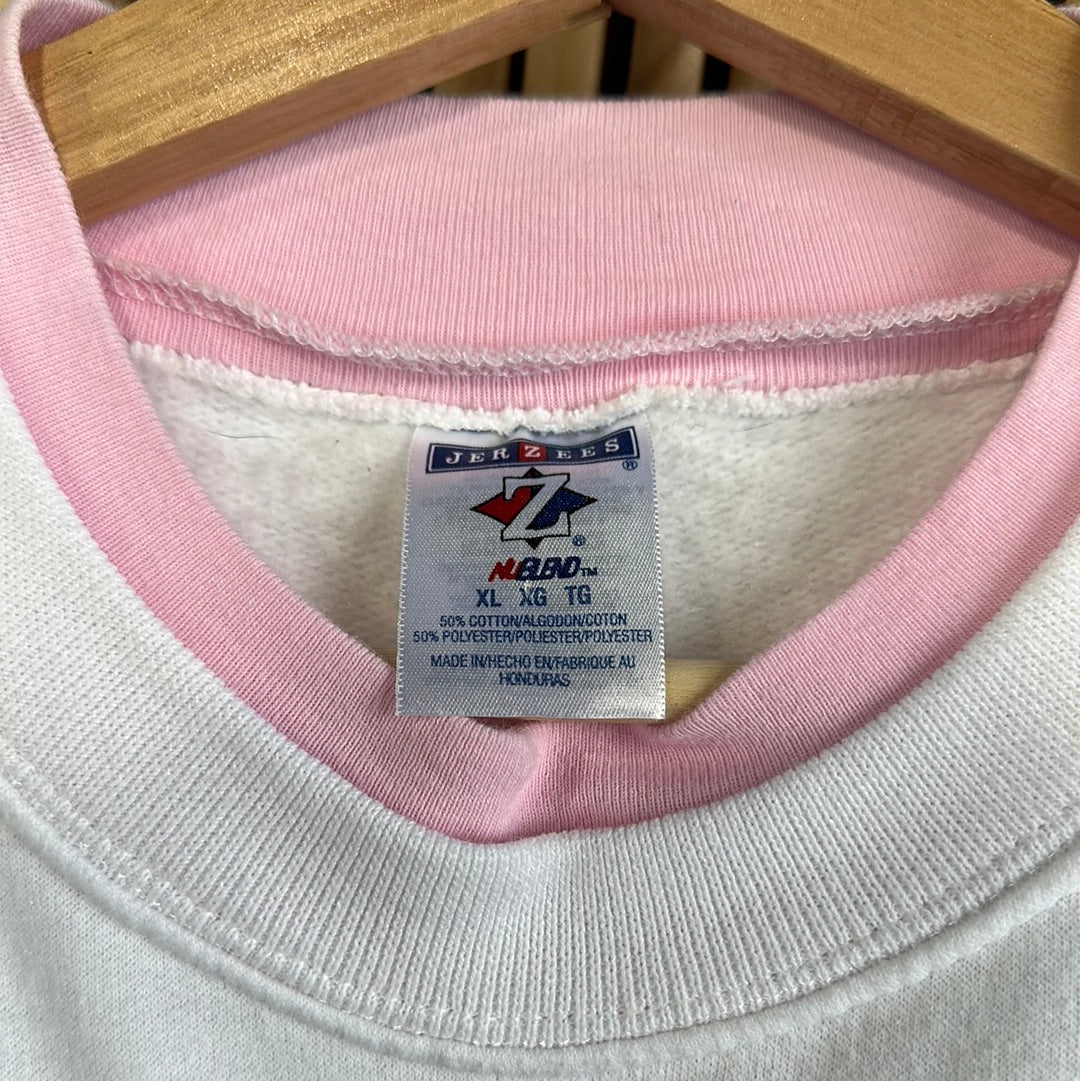 JERZEES®
Z®
NUBLEND™
XL XG TG
50% COTTON/ALGODON/COTON
50% POLYESTER/POLIESTER/POLYESTER
MADE IN/HECHO EN/FABRIQUE AU
HONDURAS